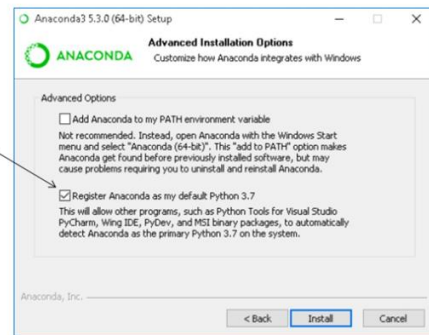 Anaconda3 5.3.0 (64-bit) Setup
ANACONDA
Advanced Installation Options
Customize how Anaconda integrates with Windows
Advanced Options
Add Anaconda to my PATH environment variable
Not recommended. Instead, open Anaconda with the Windows Start
menu and select "Anaconda (64-bit)". This "add to PATH" option makes
Anaconda get found before previously installed software, but may
cause problems requiring you to uninstall and reinstall Anaconda.
Register Anaconda as my default Python 3.7
This will allow other programs, such as Python Tools for Visual Studio
PyCharm, Wing IDE, PyDev, and MSI binary packages, to automatically
detect Anaconda as the primary Python 3.7 on the system.
Anaconda, Inc.
< Back
Install
Cancel